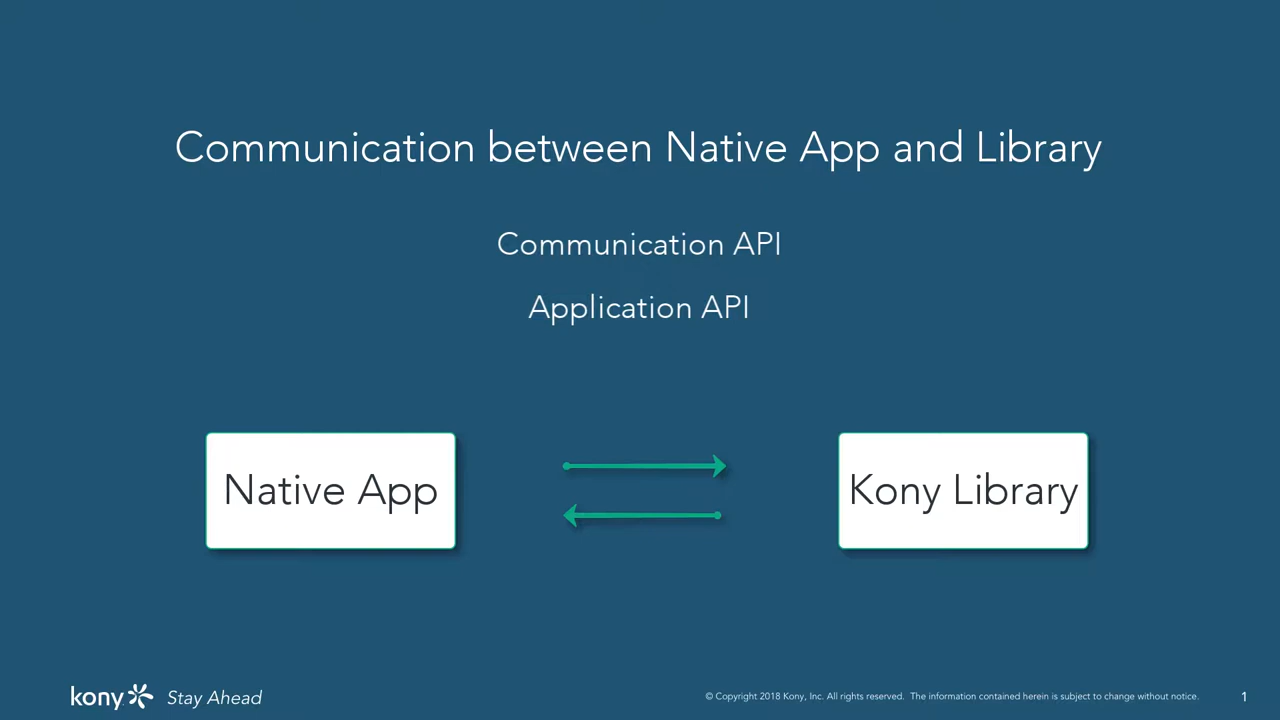 Communication between Native App and Library
Communication API
Application API
Native App
Kony Library
kony Stay Ahead
© Copyright 2018 Kony, Inc. All rights reserved. The information contained herein is subject to change without notice.
1